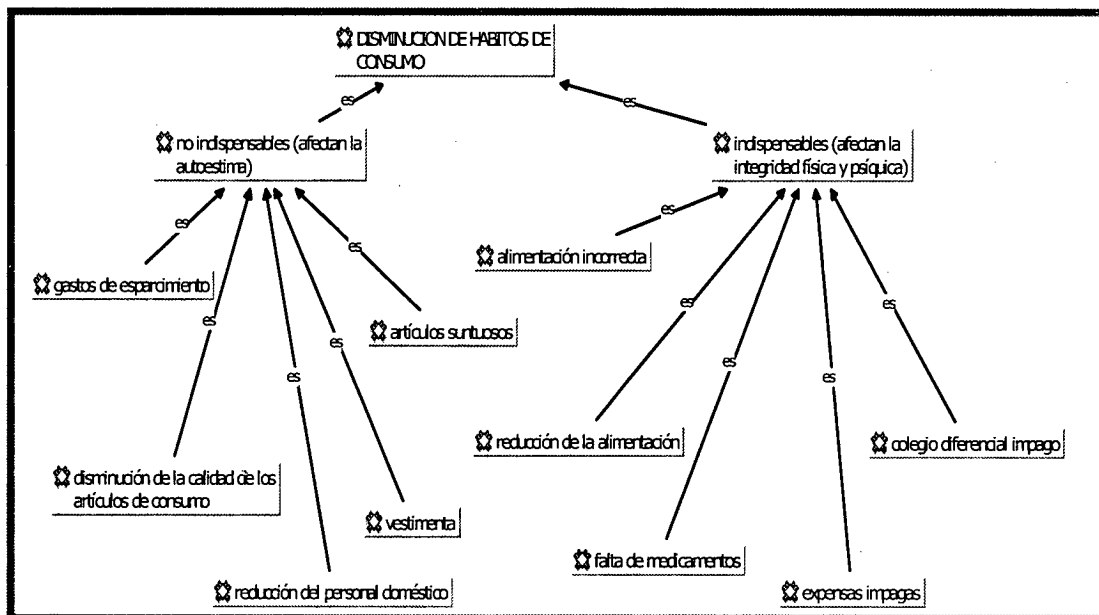 DISMINUCION DE HABITOS DE
CONSUMO
es
es
no indispensables (afectan la
autoestima)
indispensables (afectan la
integridad física y psíquica)
es
es
es
alimentación incorrecta
gastos de esparcimiento
es
es
es
artículos suntuosos
es
es
es
es
es
reducción de la alimentación
colegio diferencial impago
disminución de la calidad de los
artículos de consumo
vestimenta
falta de medicamentos
reducción del personal doméstico
expensas impagas